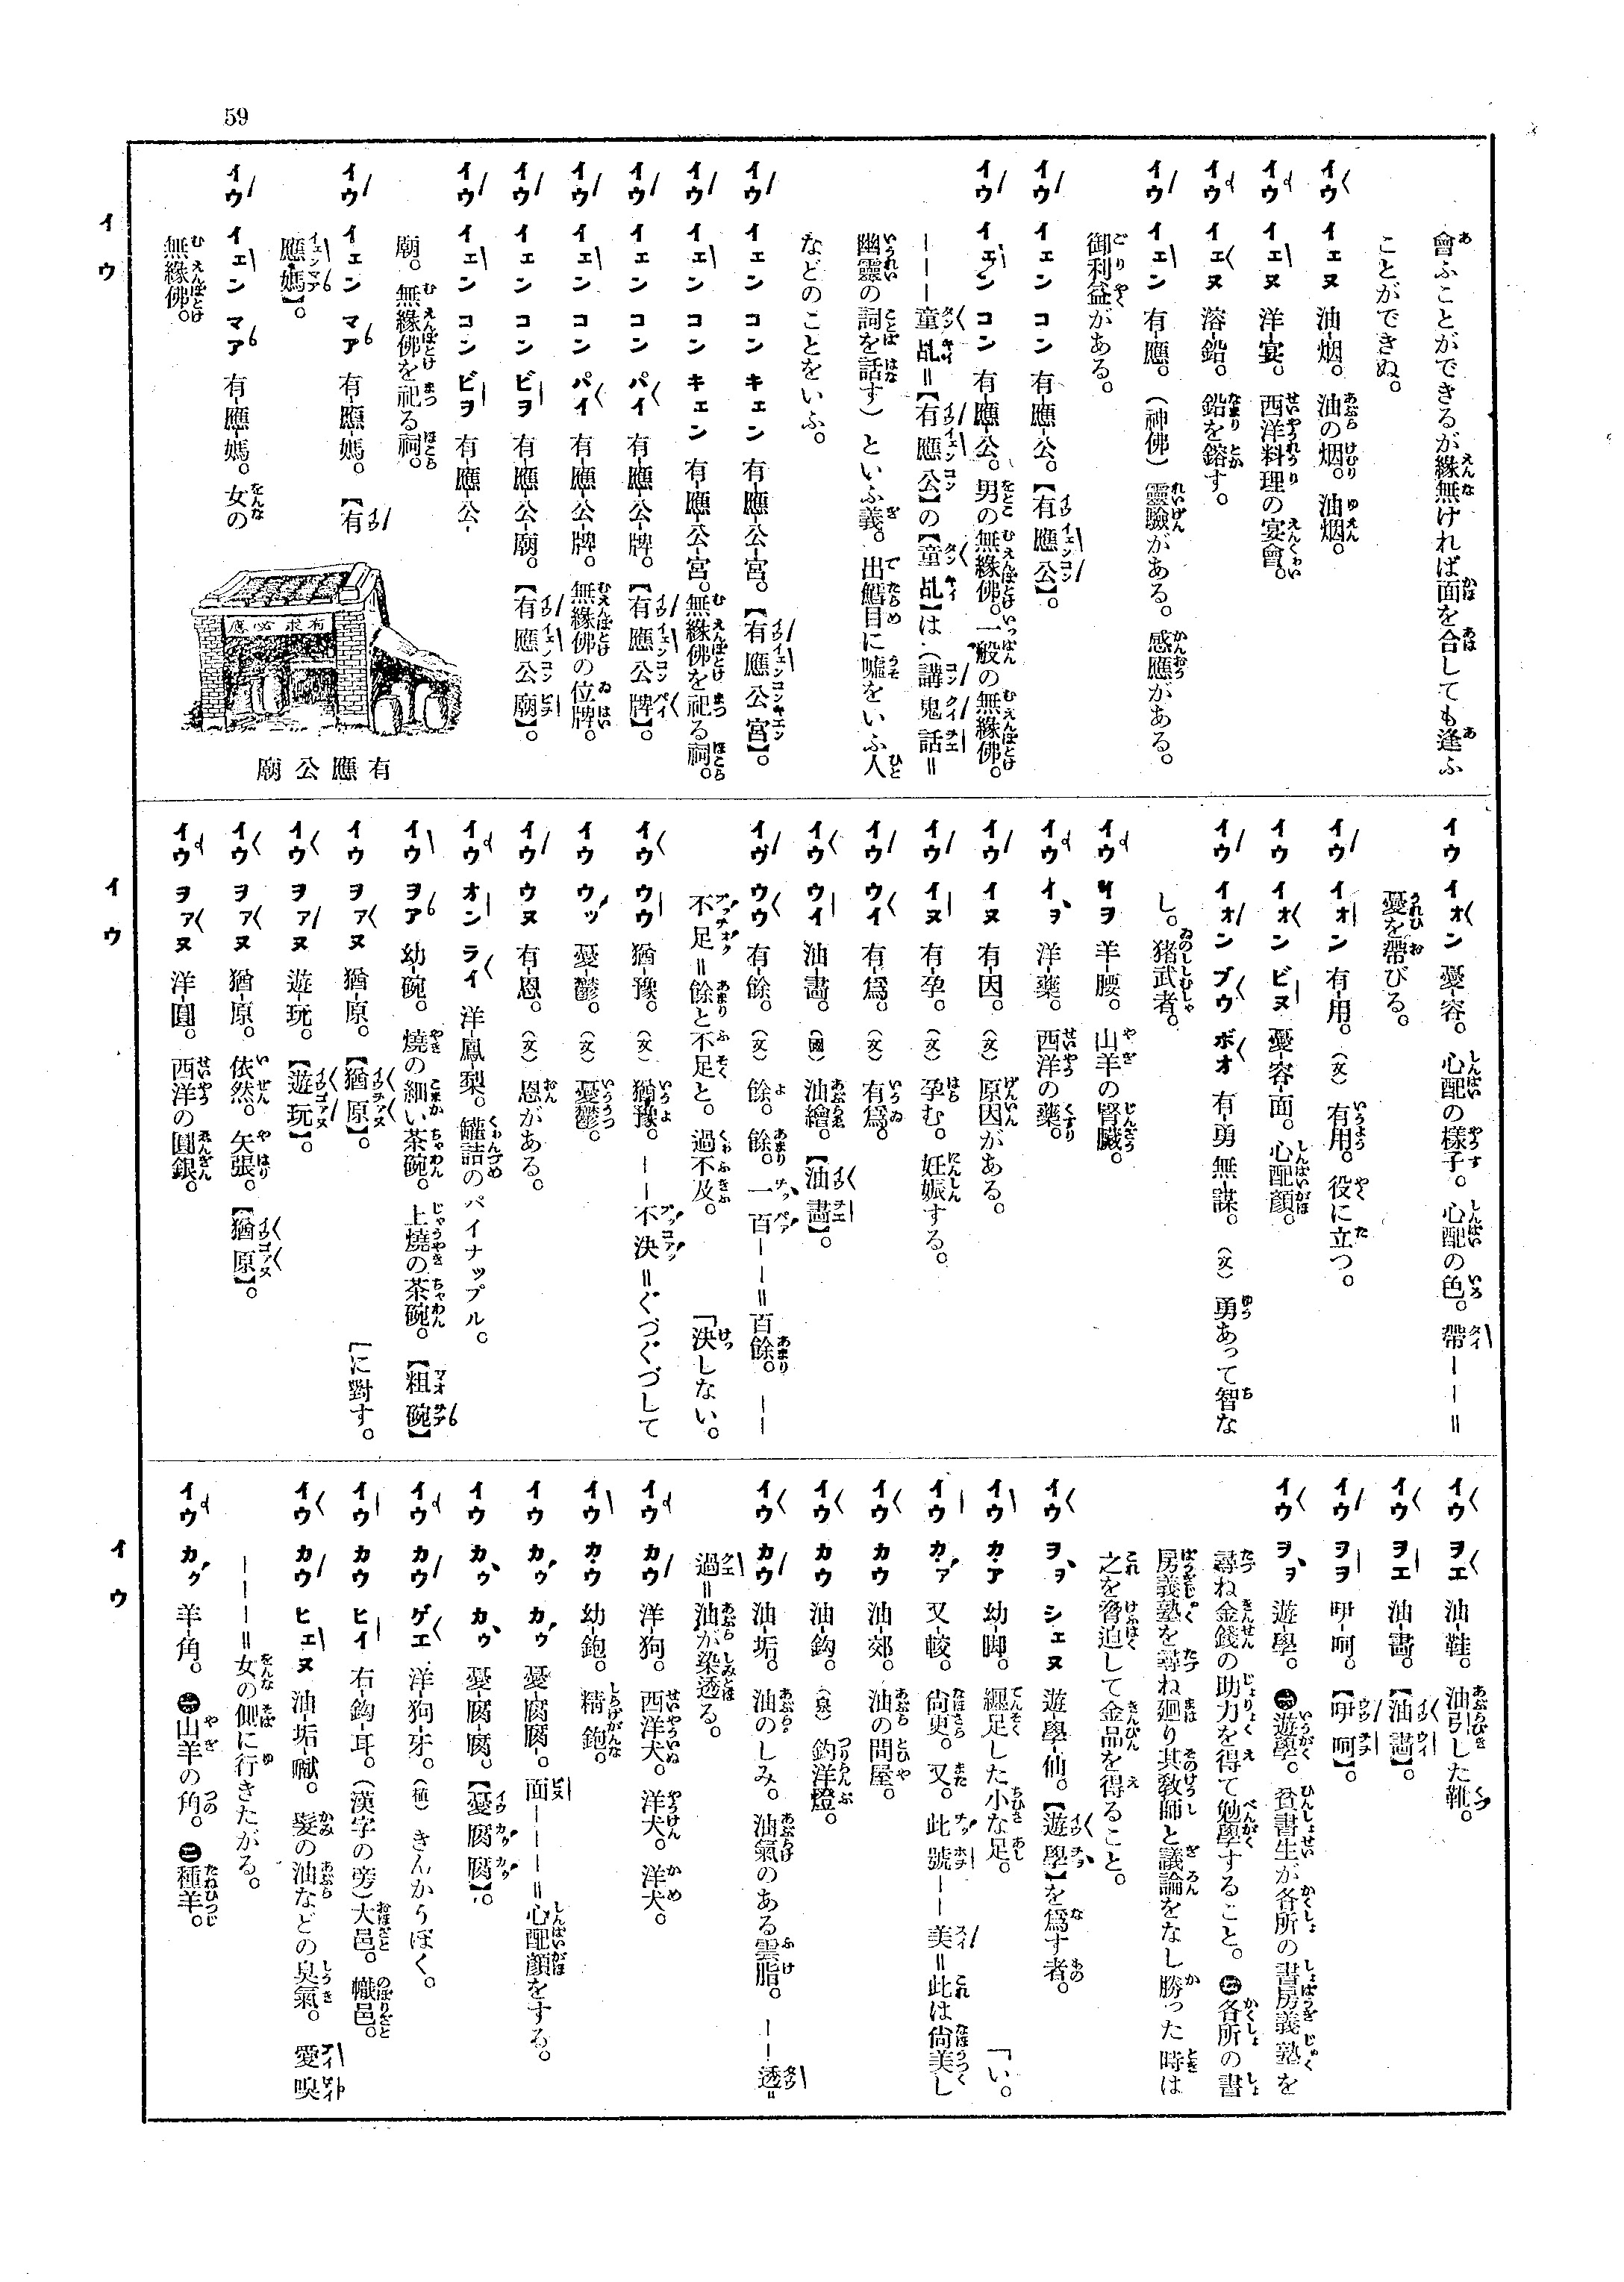 59
會ふことができるが緣無ければ面を合しても逢ふ
ことができぬ。
イウ イェヌ 油-烟。 油の烟。油烟。
イウ イェヌ 洋-宴。 西洋料理の宴會。
イウ イェヌ 溶-鉛。 鉛を鎔す。
イウ イェン 有-應。 (神佛)靈驗がある。感應がある。
御利益がある。
イウ イェン コン 有-應-公。【有應公】。
イウ イェン コン 有-應-公。男の無緣佛。一般の無緣佛。
―――童乩=【有應公】の【童乩】は(講鬼話=
幽靈の詞を話す)といふ義。出鱈目に噓をいふ人
などのことをいふ。
イウ イェン コン キェン 有-應-公-宮。【有應公宮】。
イウ イェン コン キェン 有-應-公-宮。無緣佛を祀る祠。
イウ イェン コン パイ 有-應-公-牌。【有應公牌】。
イウ イェン コン パイ 有-應-公-牌。無緣佛の位牌。
イウ イェン コン ビヲ 有-應-公-廟。【有應公廟】。
イウ イェン コン ビヲ 有-應-公-
廟。無緣佛を祀る祠。
イウ イェン マア 有-應-媽。【有
應媽】。
イウ イェン マア 有-應-媽。女の
無緣佛。
有求必應
有應公廟
イウ
イウ イォン 憂-容。 心配の樣子。心配の色。帶――=
憂を帶びる。
イウ イォン 有-用。(文) 有用。役に立つ。
イウ イォン ビヌ 憂-容-面。心配顏。
イウ イォン ブウ ボオ 有-勇-無-謀。(文) 勇あって智な
し。猪武者。
イウ イヲ 羊-腰。 山羊の腎臟。
イウ イ、ヲ 洋-藥。 西洋の藥。
イウ イヌ 有-因。(文) 原因がある。
イウ イヌ 有-孕。(文) 孕む。妊娠する。
イウ ウイ 有-爲。(文) 有爲。
イウ ウイ 油-畵。(國) 油繪。【油畵】。
イウ ウウ 有-餘。(文) 餘。餘。一百――=百餘。――
不足=餘と不足と。過不及。
イウ ウウ 猶-豫。(文) 猶豫。――不決=ぐづぐづして
「決しない。
イウ ウッ 憂-鬱。(文) 憂鬱。
イウ ウヌ 有-恩。(文) 恩がある。
イウ オン ライ 洋-鳳-梨。罐詰のパイナップル。
イウ ヲア 幼-碗。燒の細い茶碗。上燒の茶碗。【粗碗】
「に對す。
イウ ヲァヌ 猶-原。【猶原】。
イウ ヲァヌ 遊-玩。【遊玩】。
イウ ヲァヌ 猶-原。 依然。矢張。【猶原】。
イウ ヲァヌ 洋-圓。 西洋の圓銀。
イウ
イウ ヲエ 油-鞋。 油引した靴。
イウ ヲエ 油-畵。【油畵】。
イウ ヲヲ 咿-呵。【咿呵】。
イウ ヲ、ヲ 遊-學。 ㊀遊學。貧書生が各所の書房義塾を
尋ね金錢の助力を得て勉學すること。㊁各所の書
房義塾を尋ね廻り其敎師と議論をなし勝った時は
之を脅迫して金品を得ること。
イウ ヲ、ヲ シェヌ 遊-學-仙。【遊學】を爲す者。
イウ カ・ア 幼-脚。 纏足した小な足。
イウ カ・ァ 又-較。 尙更。又。此號――美=此は尙美し
「い。
イウ カウ 油-郊。 油の問屋。
イウ カウ 油-鈎。(泉) 釣洋燈。
イウ カウ 油-垢。 油のしみ。油氣のある雲脂。――透=
過=油が染透る。
イウ カウ 洋-狗。 西洋犬。洋犬。洋犬。
イウ カ・ウ 幼-鉋。 精鉋。
イウ カゥ カゥ 憂-腐-腐。面―――=心配顏をする。
イウ カ、ゥ カ、ゥ 憂-腐-腐。【憂腐腐】。
イウ カウ ゲエ 洋-狗-牙。(植) きんかうぼく。
イウ カウ ヒイ 右-鈎-耳。(漢字の旁)大邑。幟邑。
イウ カウ ヒェヌ 油-垢-𪖐。 髮の油などの臭氣。 愛嗅
―――=女の側に行きたがる。
イウ カ・ク 羊-角。 ㊀山羊の角。㊁種羊。
イウ